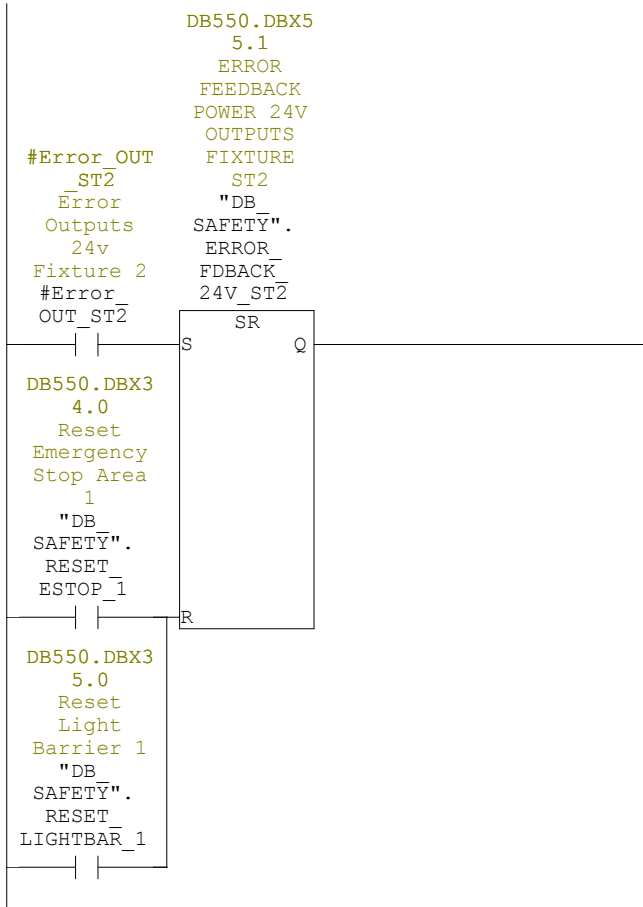 DB550.DBX5
5.1
ERROR
FEEDBACK
POWER 24V
OUTPUTS
FIXTURE
ST2
"DB_
SAFETY".
ERROR_
FDBACK_
24V_ST2
#Error_OUT
_ST2
Error
Outputs
24v
Fixture 2
#Error_
OUT_ST2
SR
S
Q
DB550.DBX3
4.0
Reset
Emergency
Stop Area
1
"DB_
SAFETY".
RESET_
ESTOP_1
R
DB550.DBX3
5.0
Reset
Light
Barrier 1
"DB_
SAFETY".
RESET_
LIGHTBAR_1